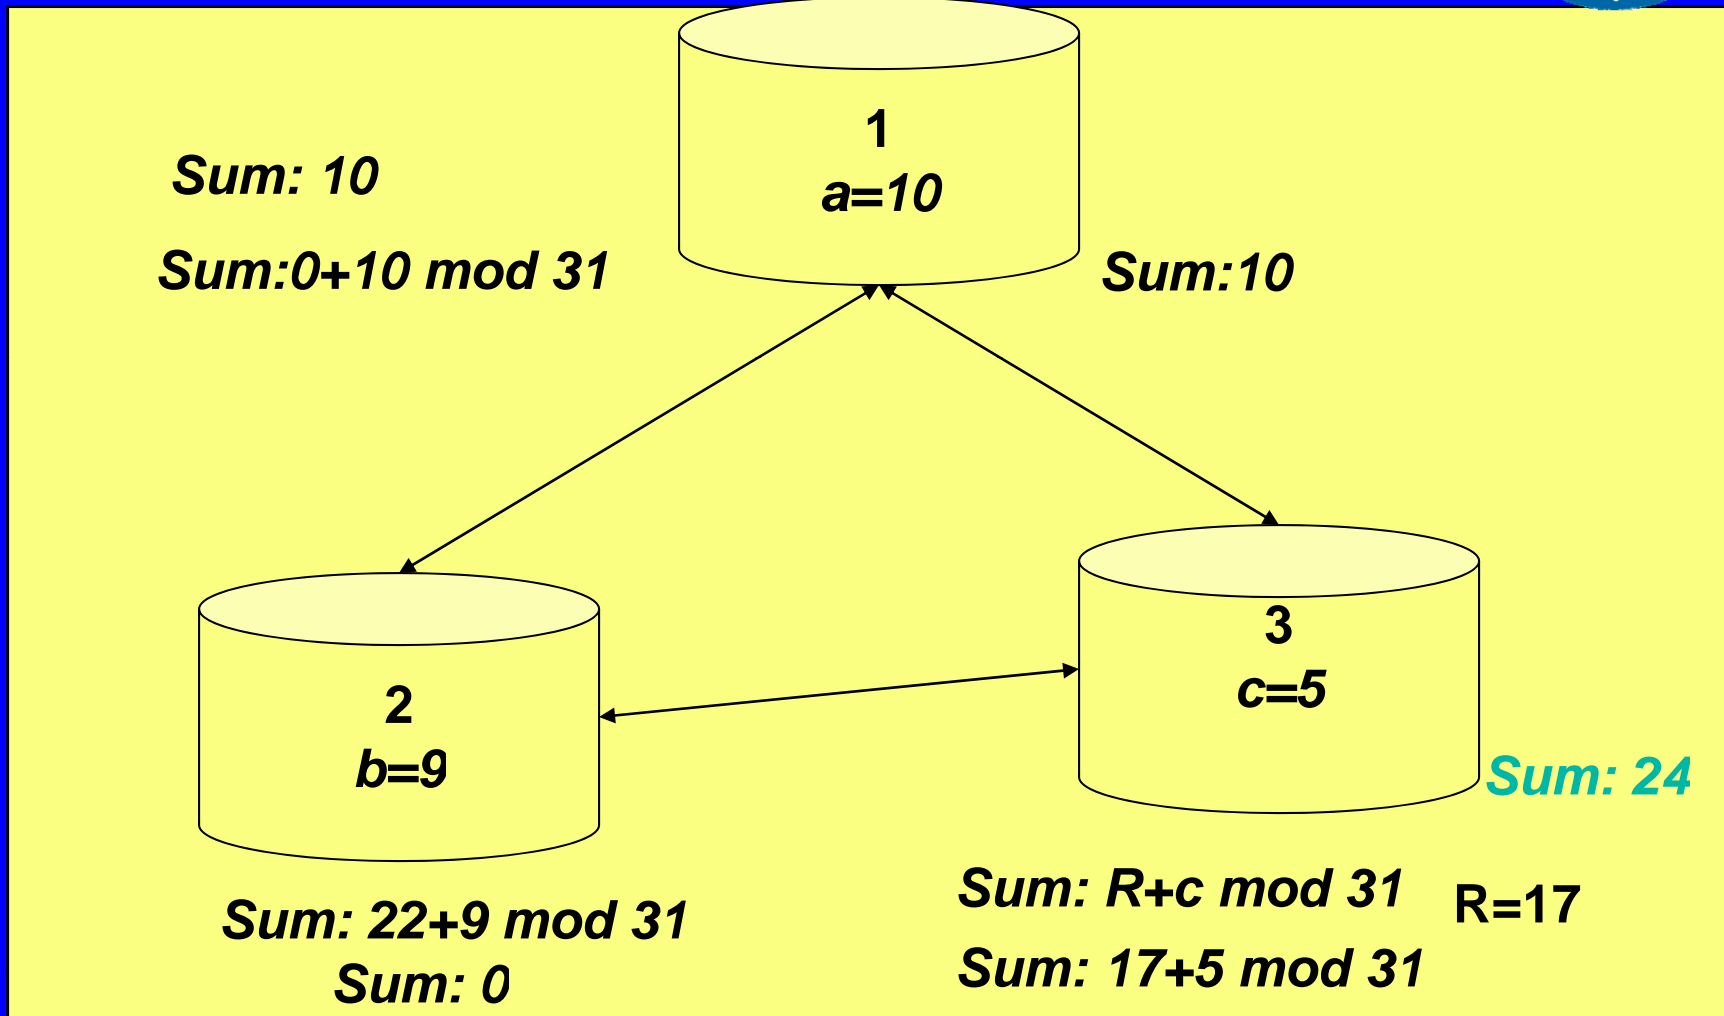 1
a=10
Sum: 10
Sum:0+10 mod 31
Sum:10
2
b=9
3
c=5
Sum: 24
Sum: R+c mod 31
R=17
Sum: 22+9 mod 31
Sum: 0
Sum: 17+5 mod 31